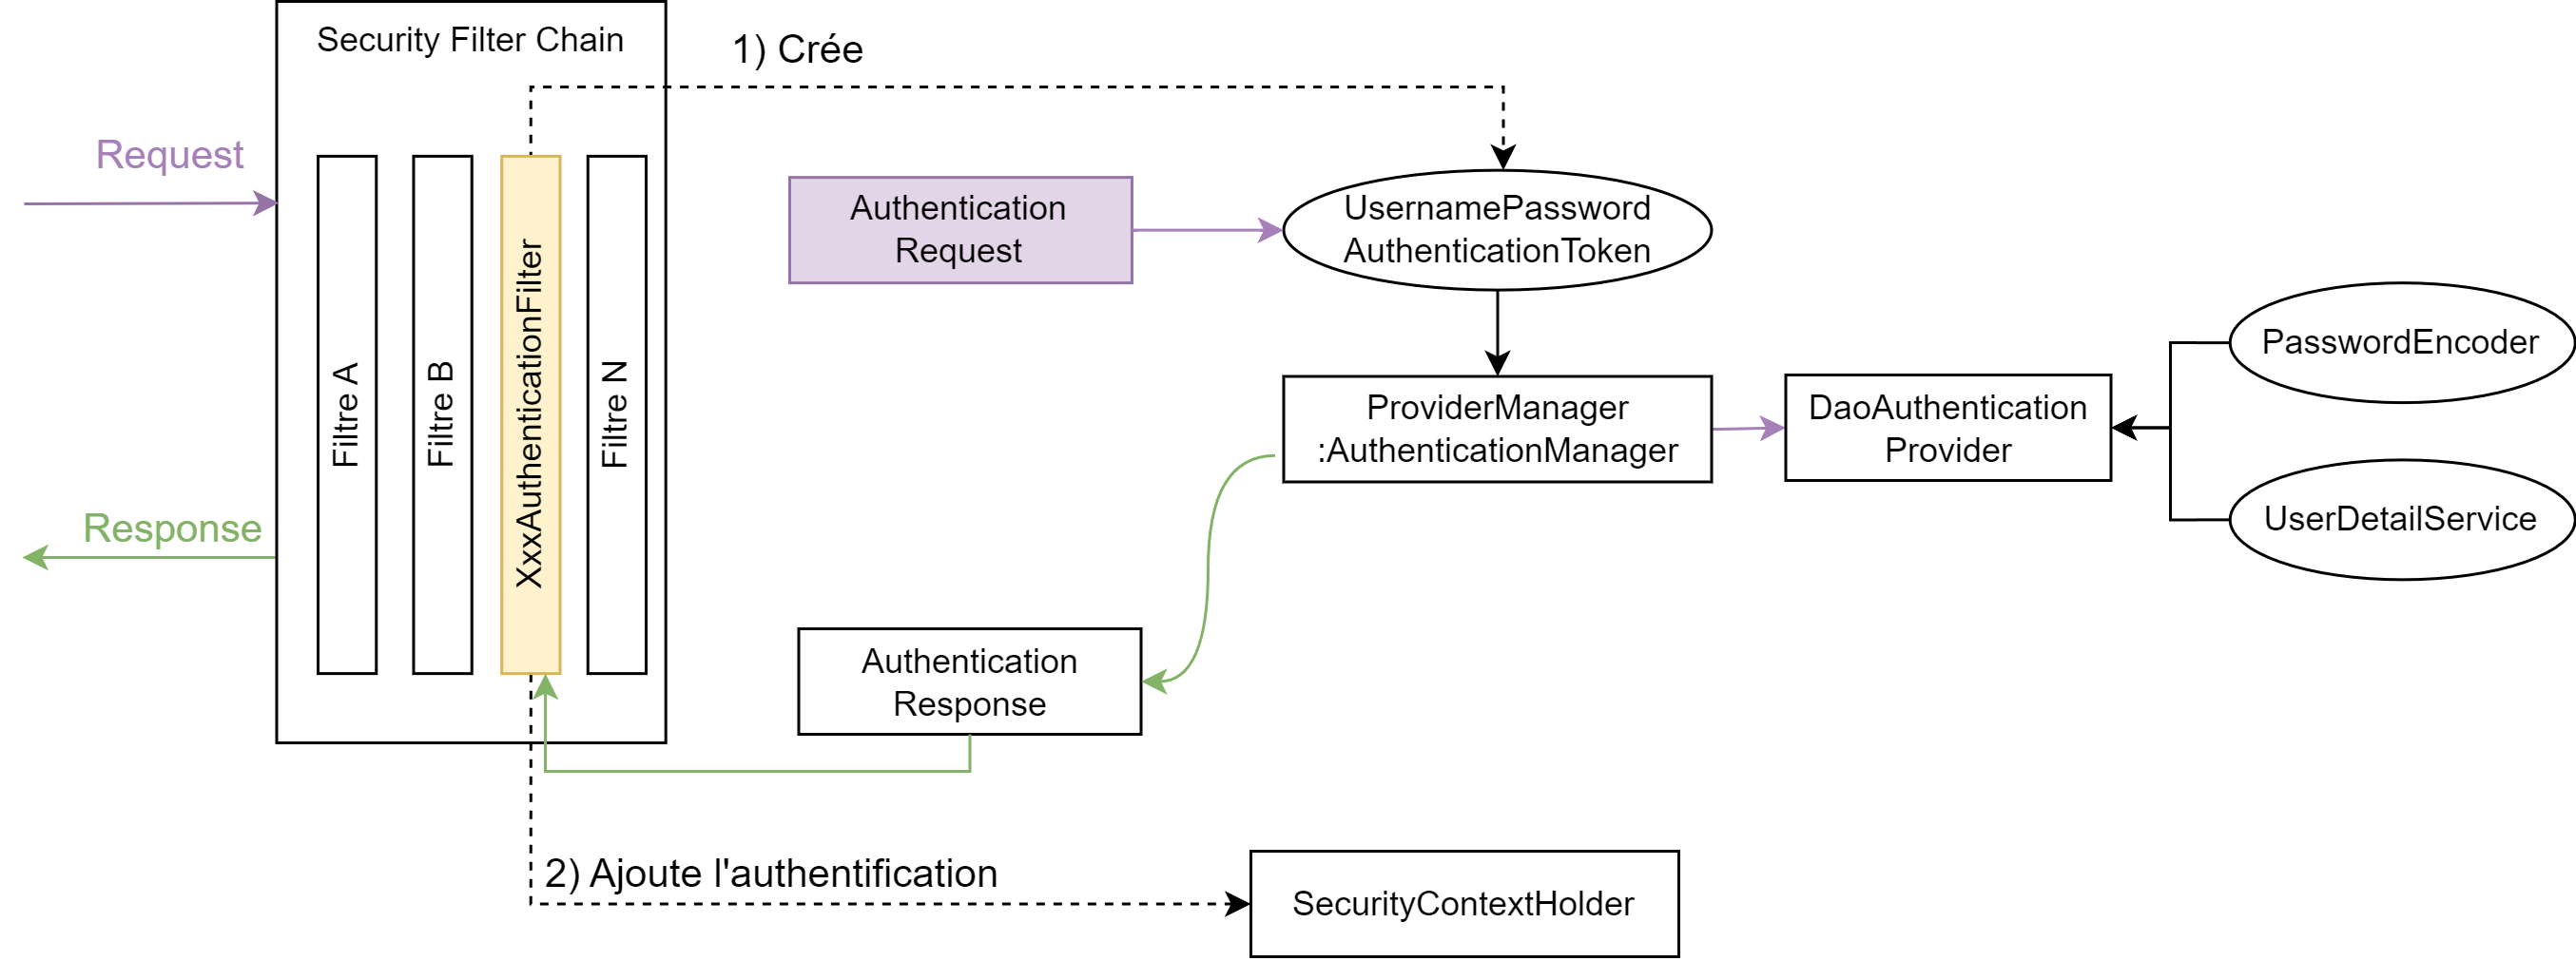 Security Filter Chain
1) Crée
Request
Authentication
Request
UsernamePassword
AuthenticationToken
Filtre A
Filtre B
XxxAuthenticationFilter
Filtre N
PasswordEncoder
ProviderManager
:AuthenticationManager
DaoAuthentication
Provider
UserDetailService
Response
Authentication
Response
2) Ajoute l'authentification
SecurityContextHolder